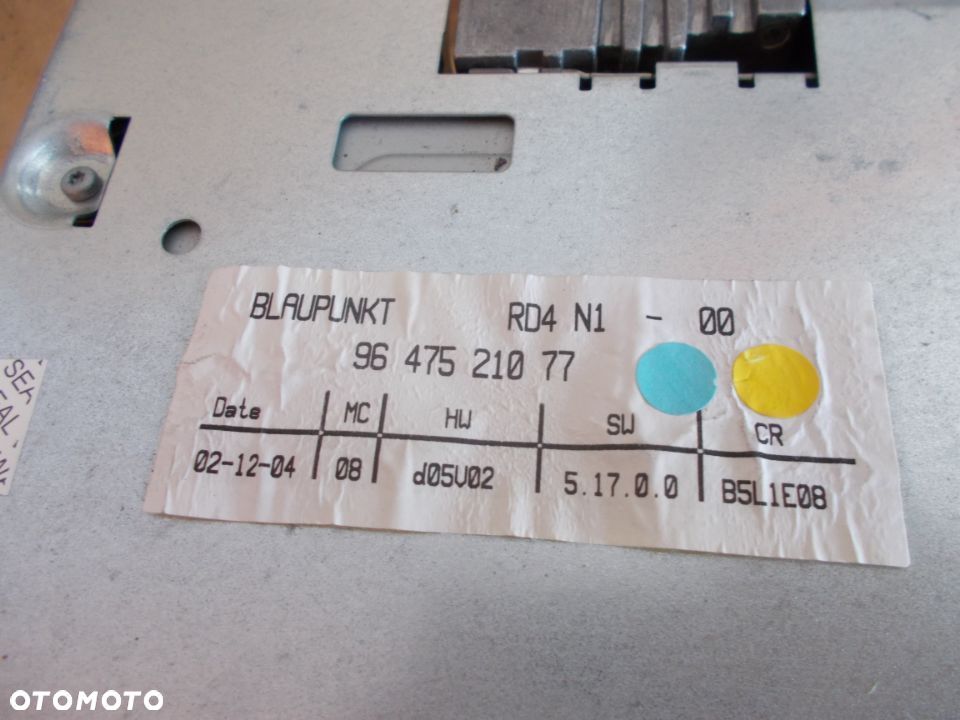 BLAUPUNKT RD4 N1 - 00
96 475 210 77
Date MC HW SW CR
02-12-04 08 d05V02 5.17.0.0 B5L1E08
OTOMOTO